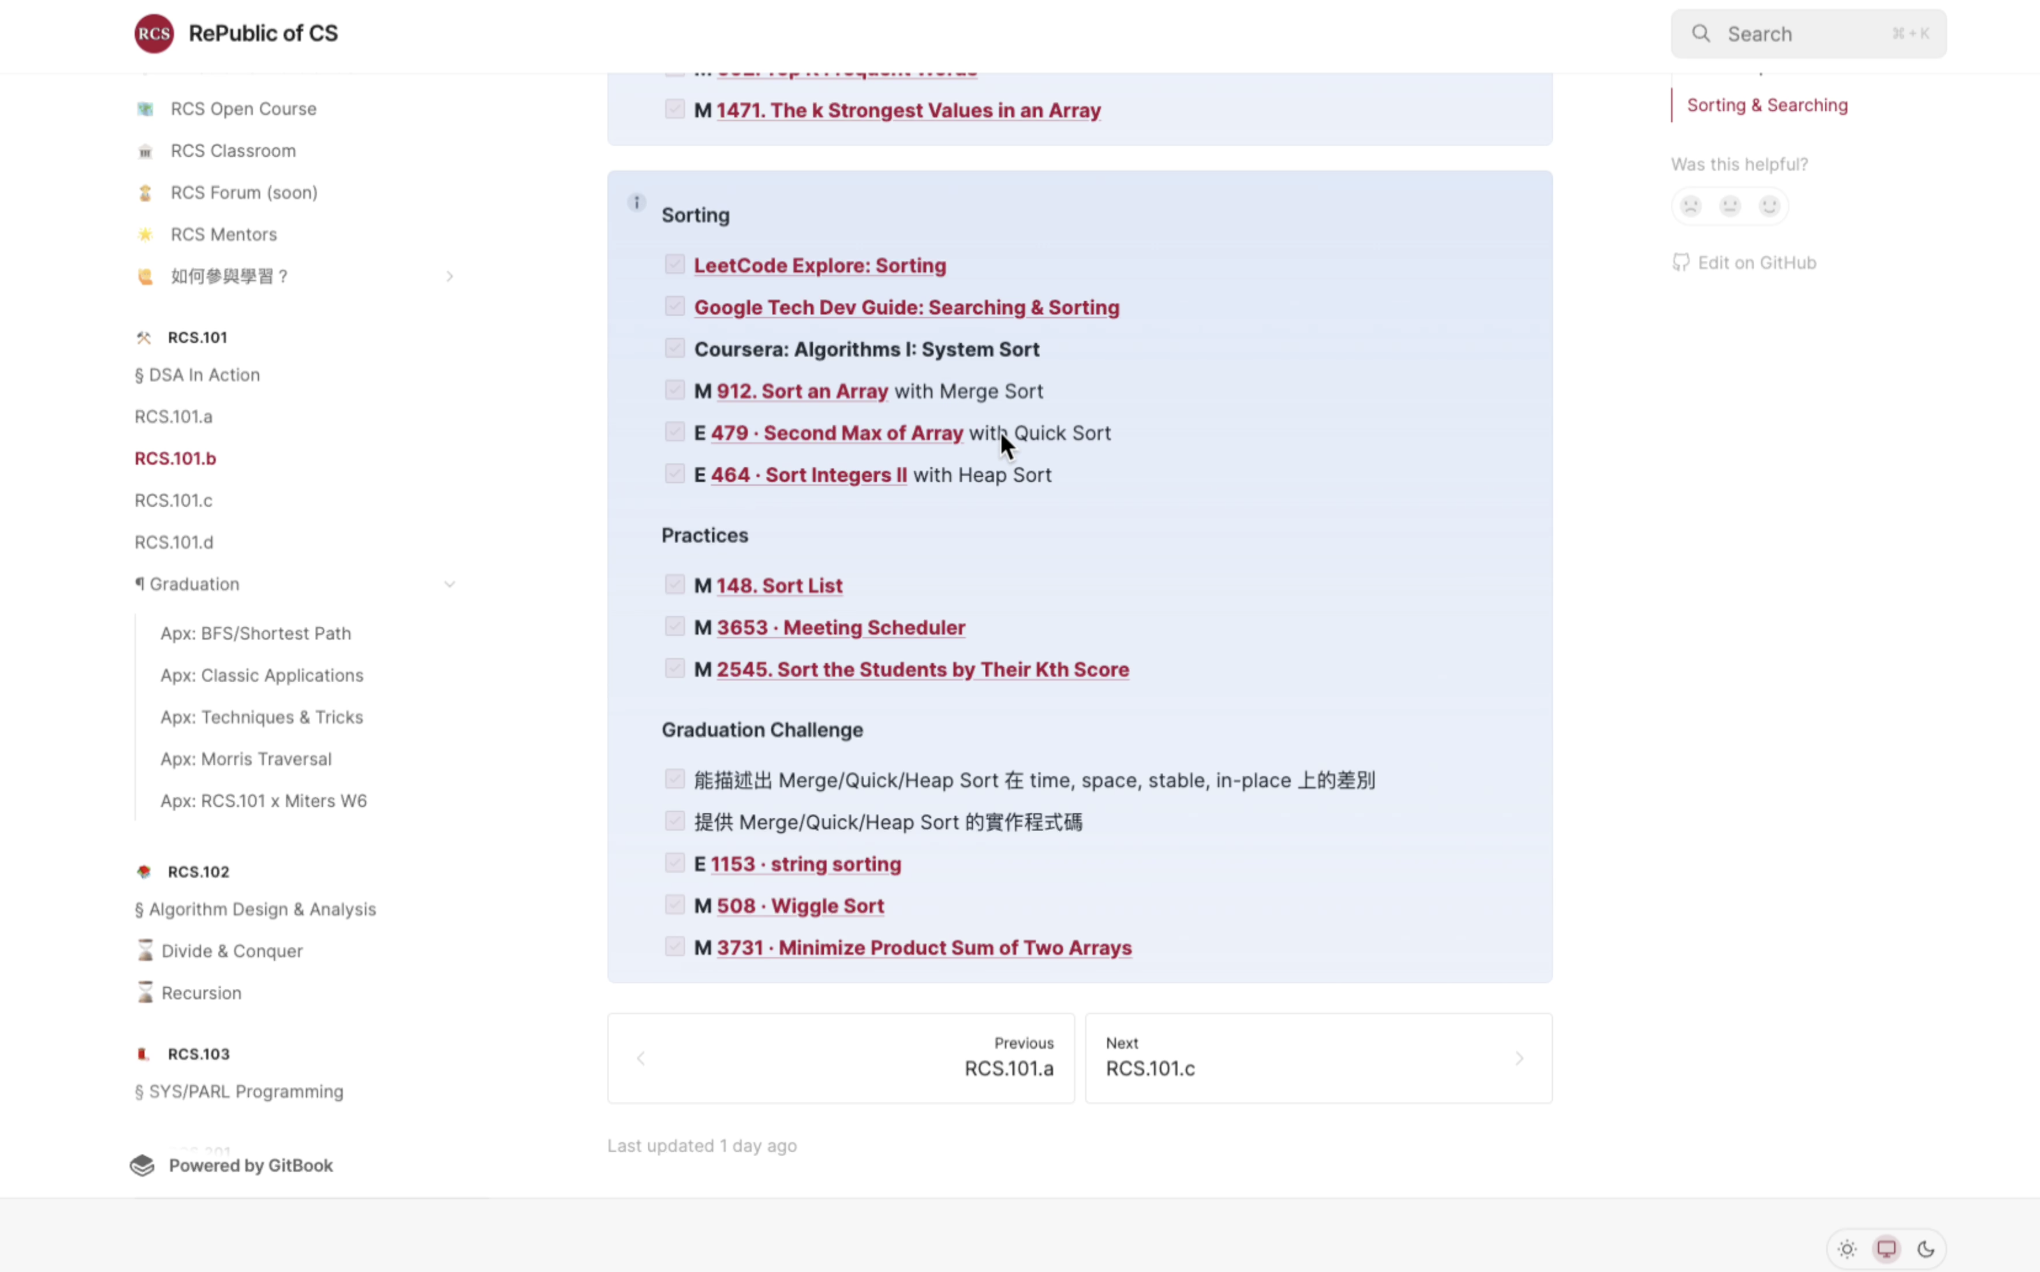 RCS RePublic of CS
Search ⌘ + K
RCS Open Course
RCS Classroom
RCS Forum (soon)
RCS Mentors
如何參與學習？
RCS.101
§ DSA In Action
RCS.101.a
RCS.101.b
RCS.101.c
RCS.101.d
¶ Graduation
Apx: BFS/Shortest Path
Apx: Classic Applications
Apx: Techniques & Tricks
Apx: Morris Traversal
Apx: RCS.101 x Miters W6
RCS.102
§ Algorithm Design & Analysis
Divide & Conquer
Recursion
RCS.103
§ SYS/PARL Programming
Powered by GitBook
M 1471. The k Strongest Values in an Array
Sorting
LeetCode Explore: Sorting
Google Tech Dev Guide: Searching & Sorting
Coursera: Algorithms I: System Sort
M 912. Sort an Array with Merge Sort
E 479 · Second Max of Array with Quick Sort
E 464 · Sort Integers II with Heap Sort
Practices
M 148. Sort List
M 3653 · Meeting Scheduler
M 2545. Sort the Students by Their Kth Score
Graduation Challenge
能描述出 Merge/Quick/Heap Sort 在 time, space, stable, in-place 上的差別
提供 Merge/Quick/Heap Sort 的實作程式碼
E 1153 · string sorting
M 508 · Wiggle Sort
M 3731 · Minimize Product Sum of Two Arrays
Previous
RCS.101.a
Next
RCS.101.c
Last updated 1 day ago
Sorting & Searching
Was this helpful?
Edit on GitHub